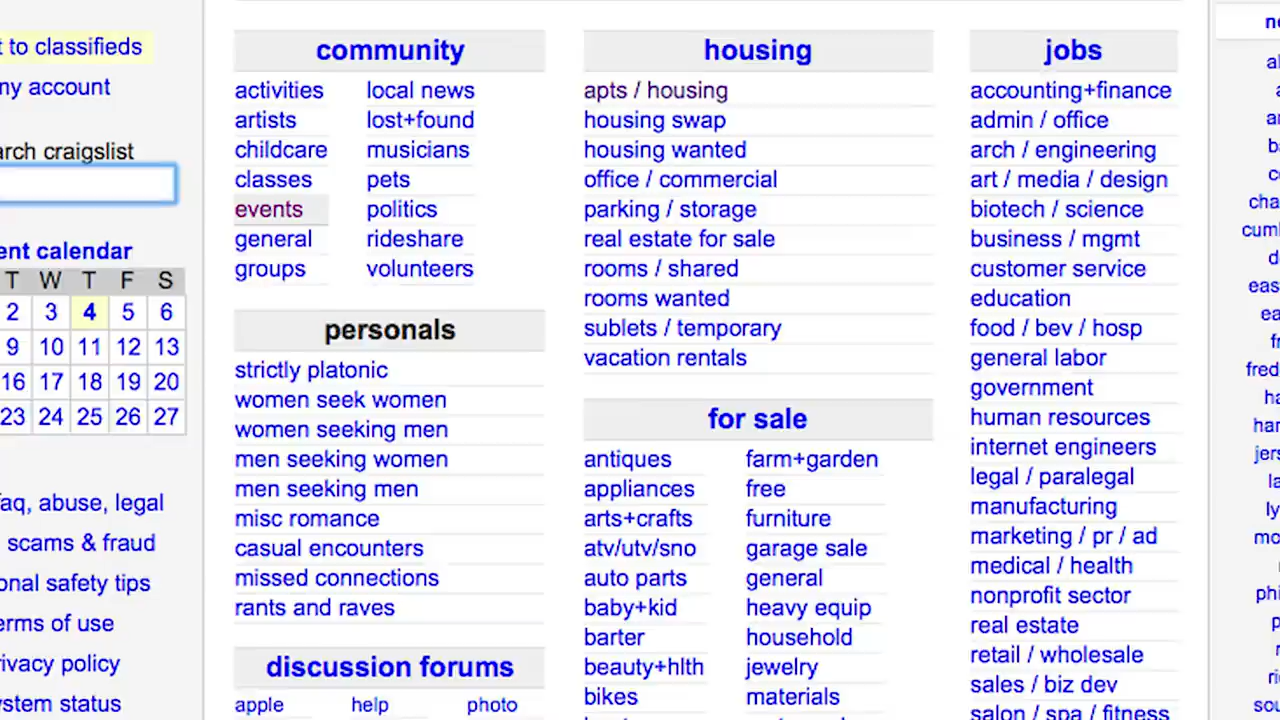 t to classifieds
my account
arch craigslist
ent calendar
T W T F S
2 3 4 5 6
9 10 11 12 13
16 17 18 19 20
23 24 25 26 27
faq, abuse, legal
scams & fraud
onal safety tips
erms of use
rivacy policy
ystem status
community
activities
artists
childcare
classes
events
general
groups
local news
lost+found
musicians
pets
politics
rideshare
volunteers
personals
strictly platonic
women seek women
women seeking men
men seeking women
men seeking men
misc romance
casual encounters
missed connections
rants and raves
discussion forums
apple help photo
housing
apts / housing
housing swap
housing wanted
office / commercial
parking / storage
real estate for sale
rooms / shared
rooms wanted
sublets / temporary
vacation rentals
for sale
antiques
appliances
arts+crafts
atv/utv/sno
auto parts
baby+kid
barter
beauty+hlth
bikes
farm+garden
free
furniture
garage sale
general
heavy equip
household
jewelry
materials
jobs
accounting+finance
admin / office
arch / engineering
art / media / design
biotech / science
business / mgmt
customer service
education
food / bev / hosp
general labor
government
human resources
internet engineers
legal / paralegal
manufacturing
marketing / pr / ad
medical / health
nonprofit sector
real estate
retail / wholesale
sales / biz dev
salon / spa / fitness